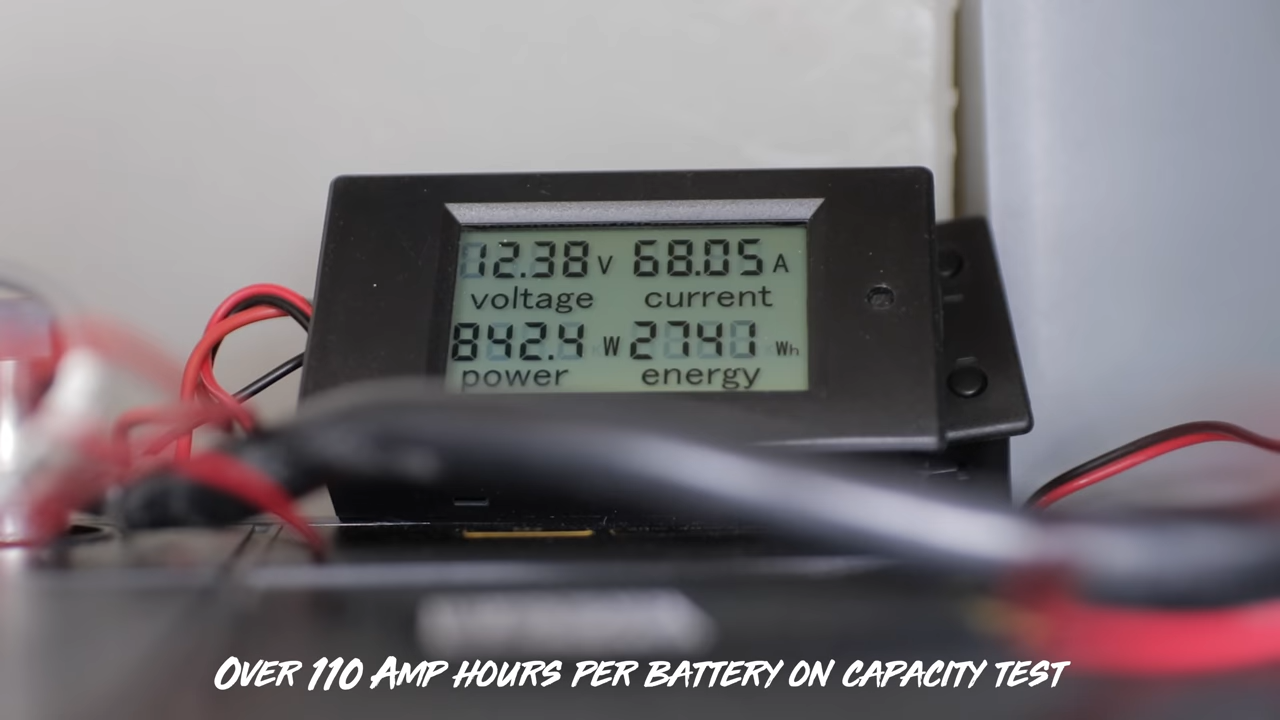 12.38 V 68.05 A
voltage current
842.4 W 2741 Wh
power energy
OVER 110 AMP HOURS PER BATTERY ON CAPACITY TEST